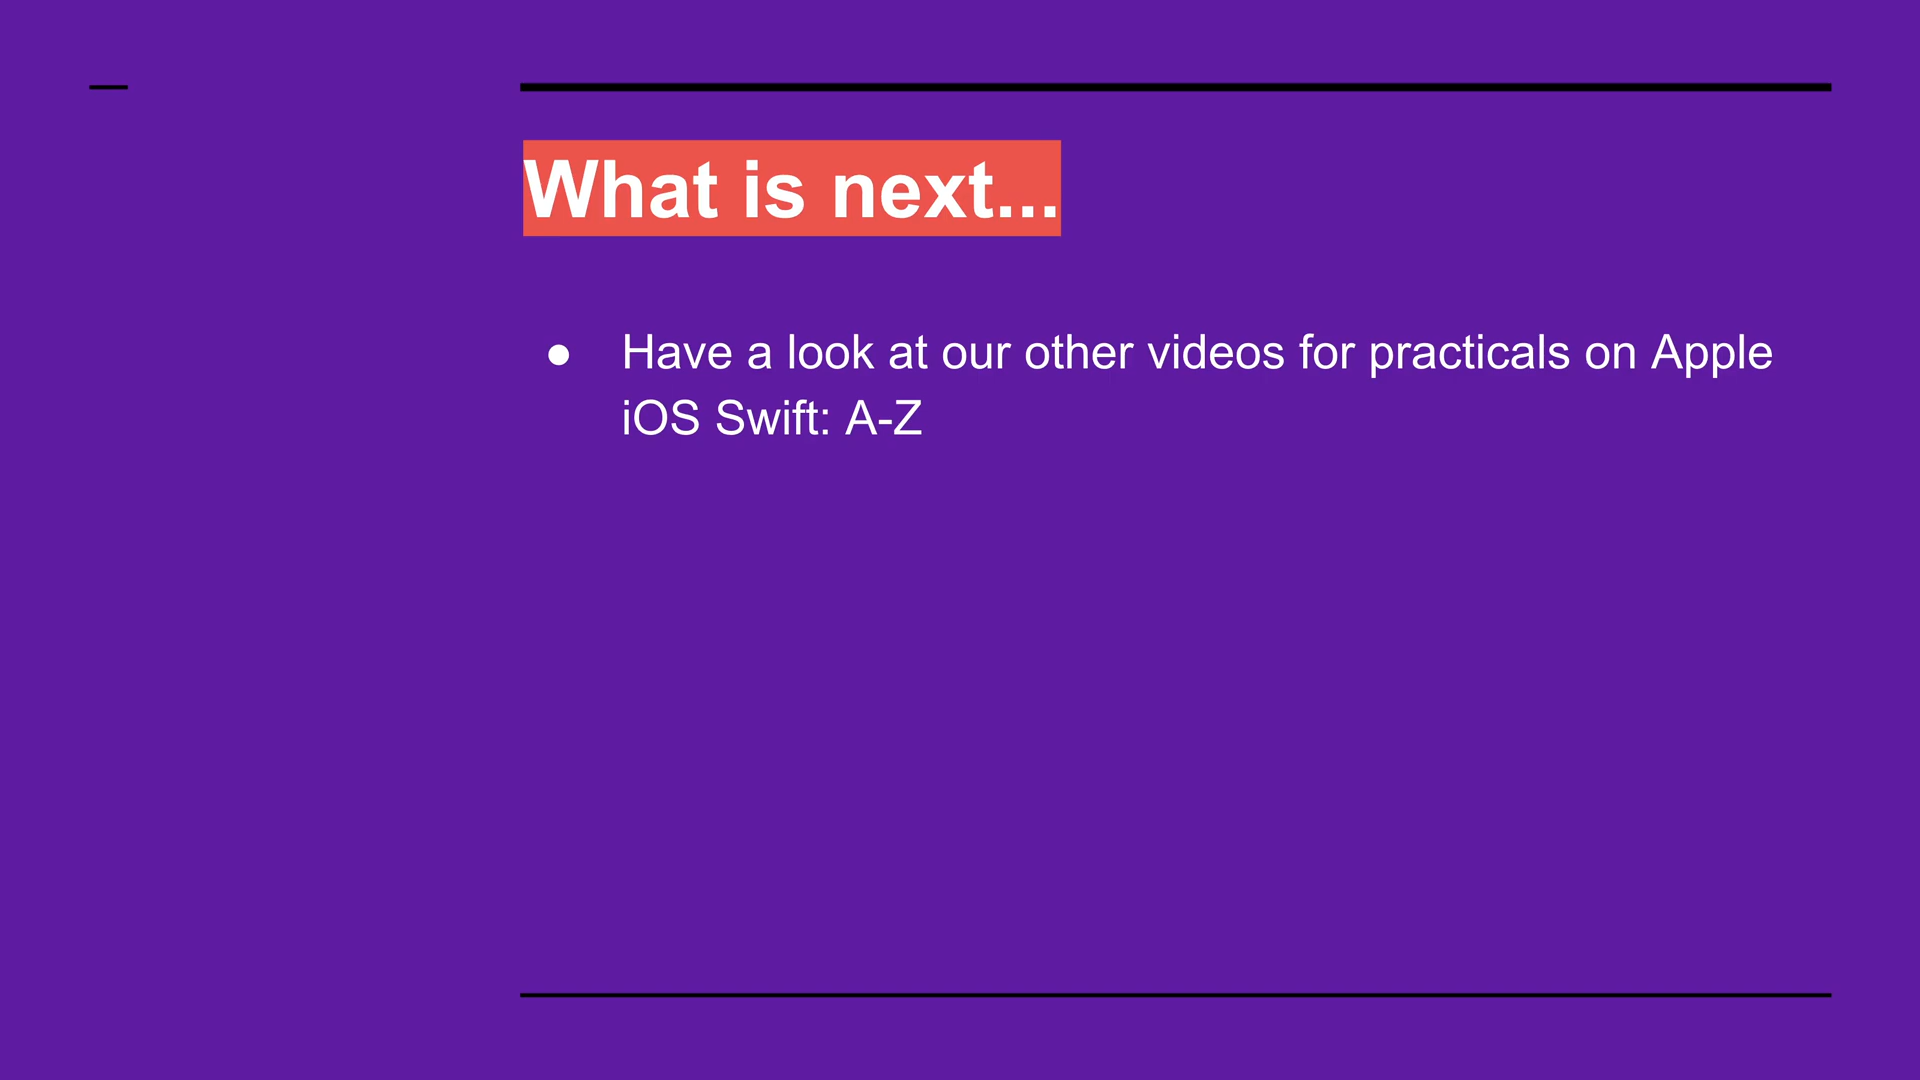 What is next...
● Have a look at our other videos for practicals on Apple
iOS Swift: A-Z